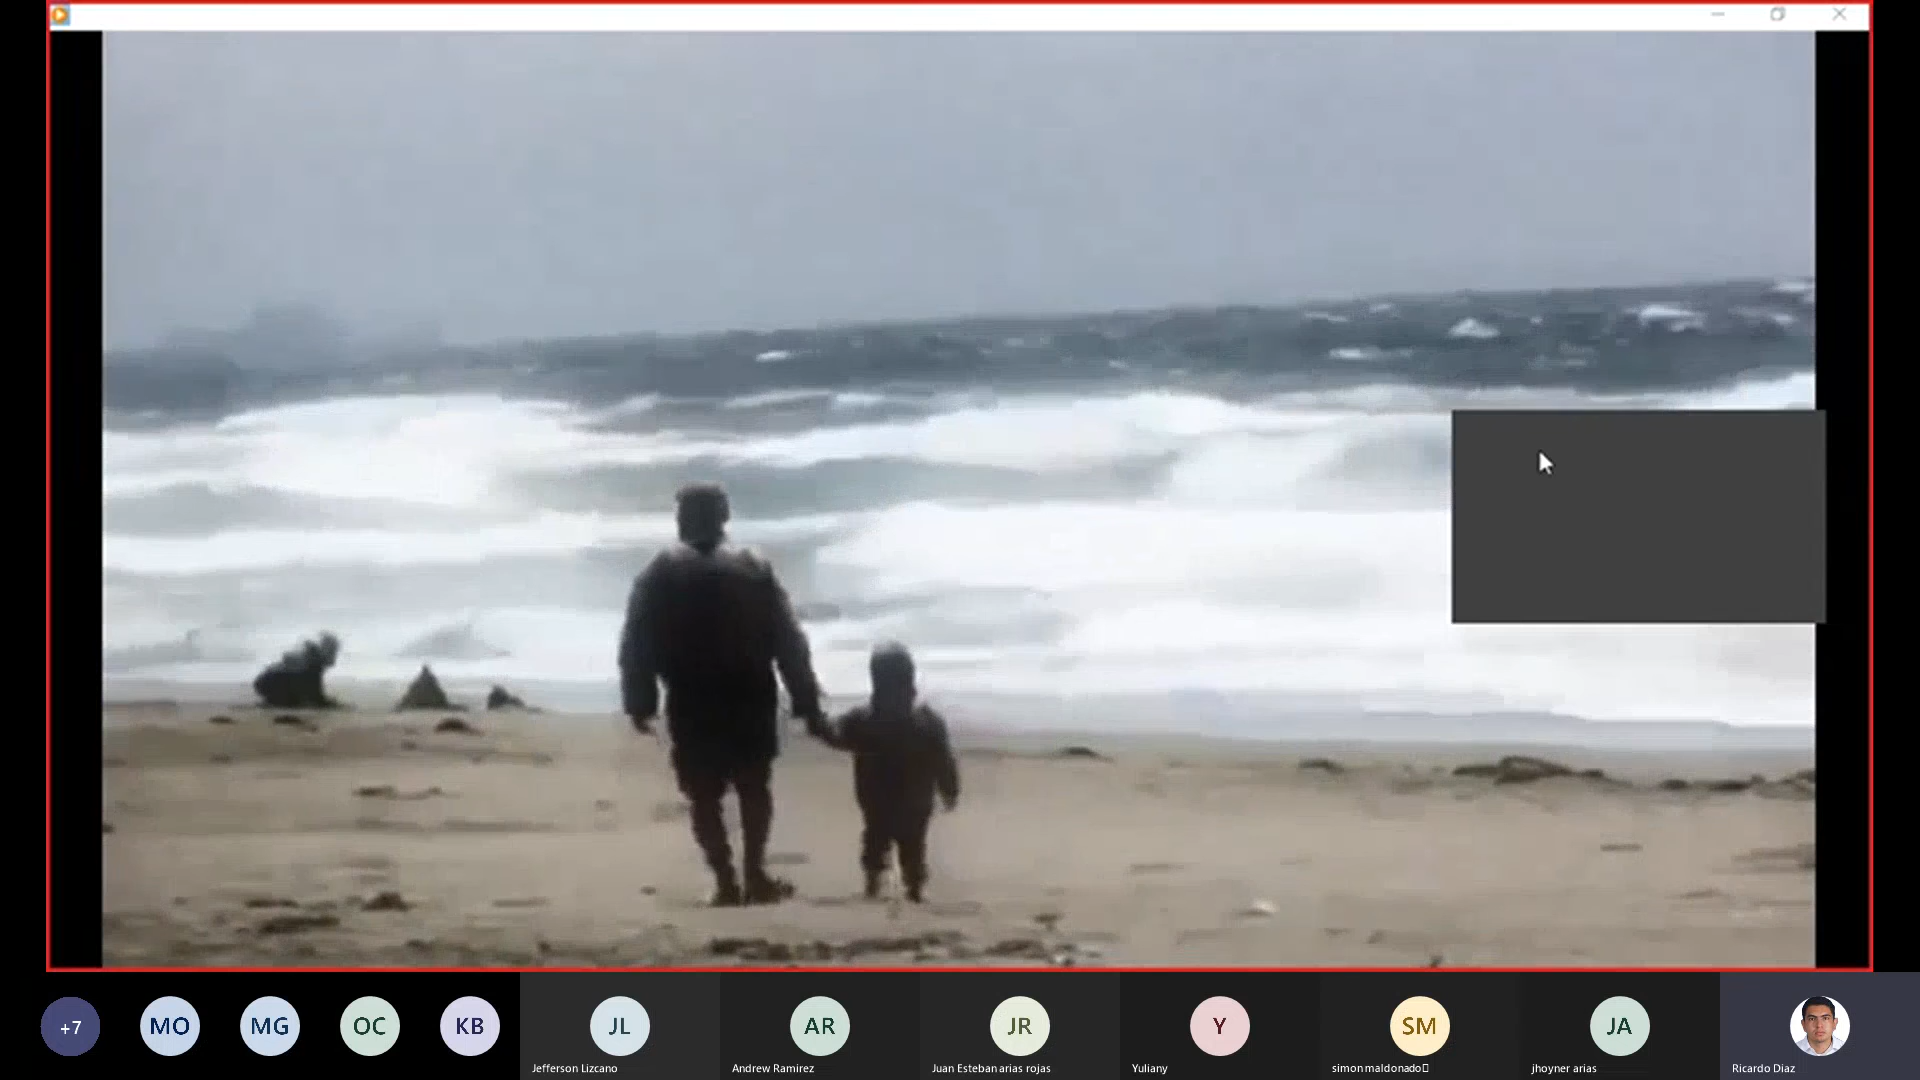 +7
MO
MG
OC
KB
JL
AR
JR
Y
SM
JA
Jefferson Lizcano
Andrew Ramirez
Juan Esteban arias rojas
Yuliany
simon maldonado
jhoyner arias
Ricardo Diaz